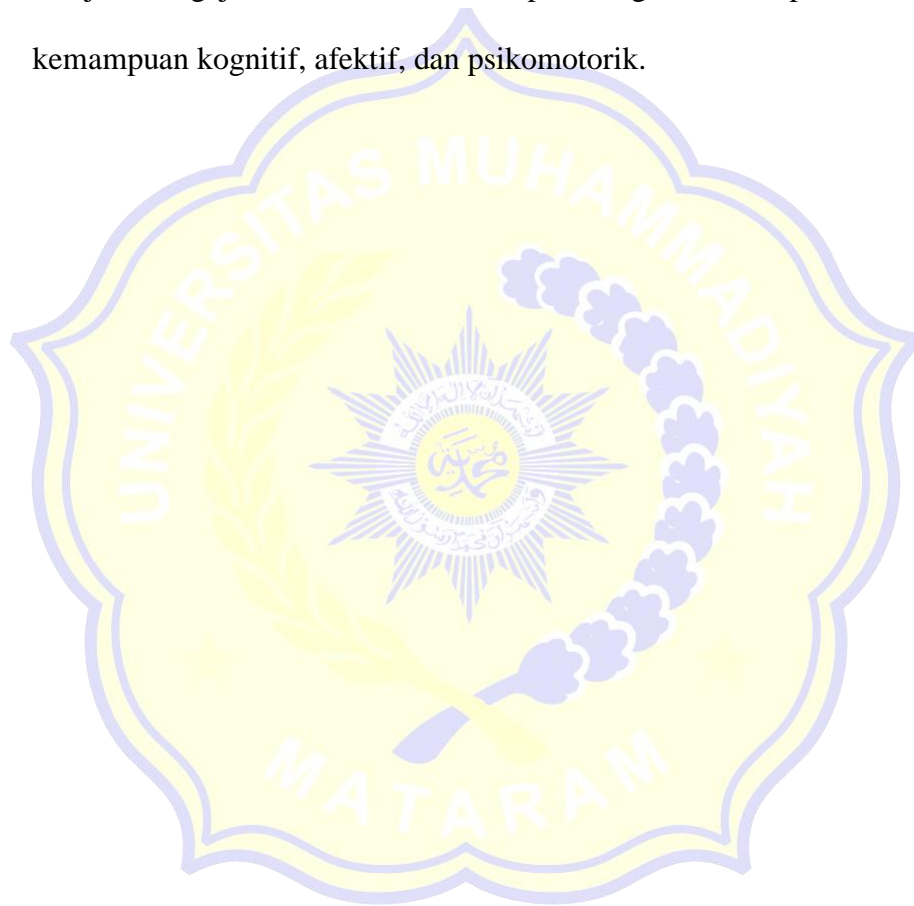 kemampuan kognitif, afektif, dan psikomotorik.
UNIVERSITAS MUHAMMADIYAH
MATARAM